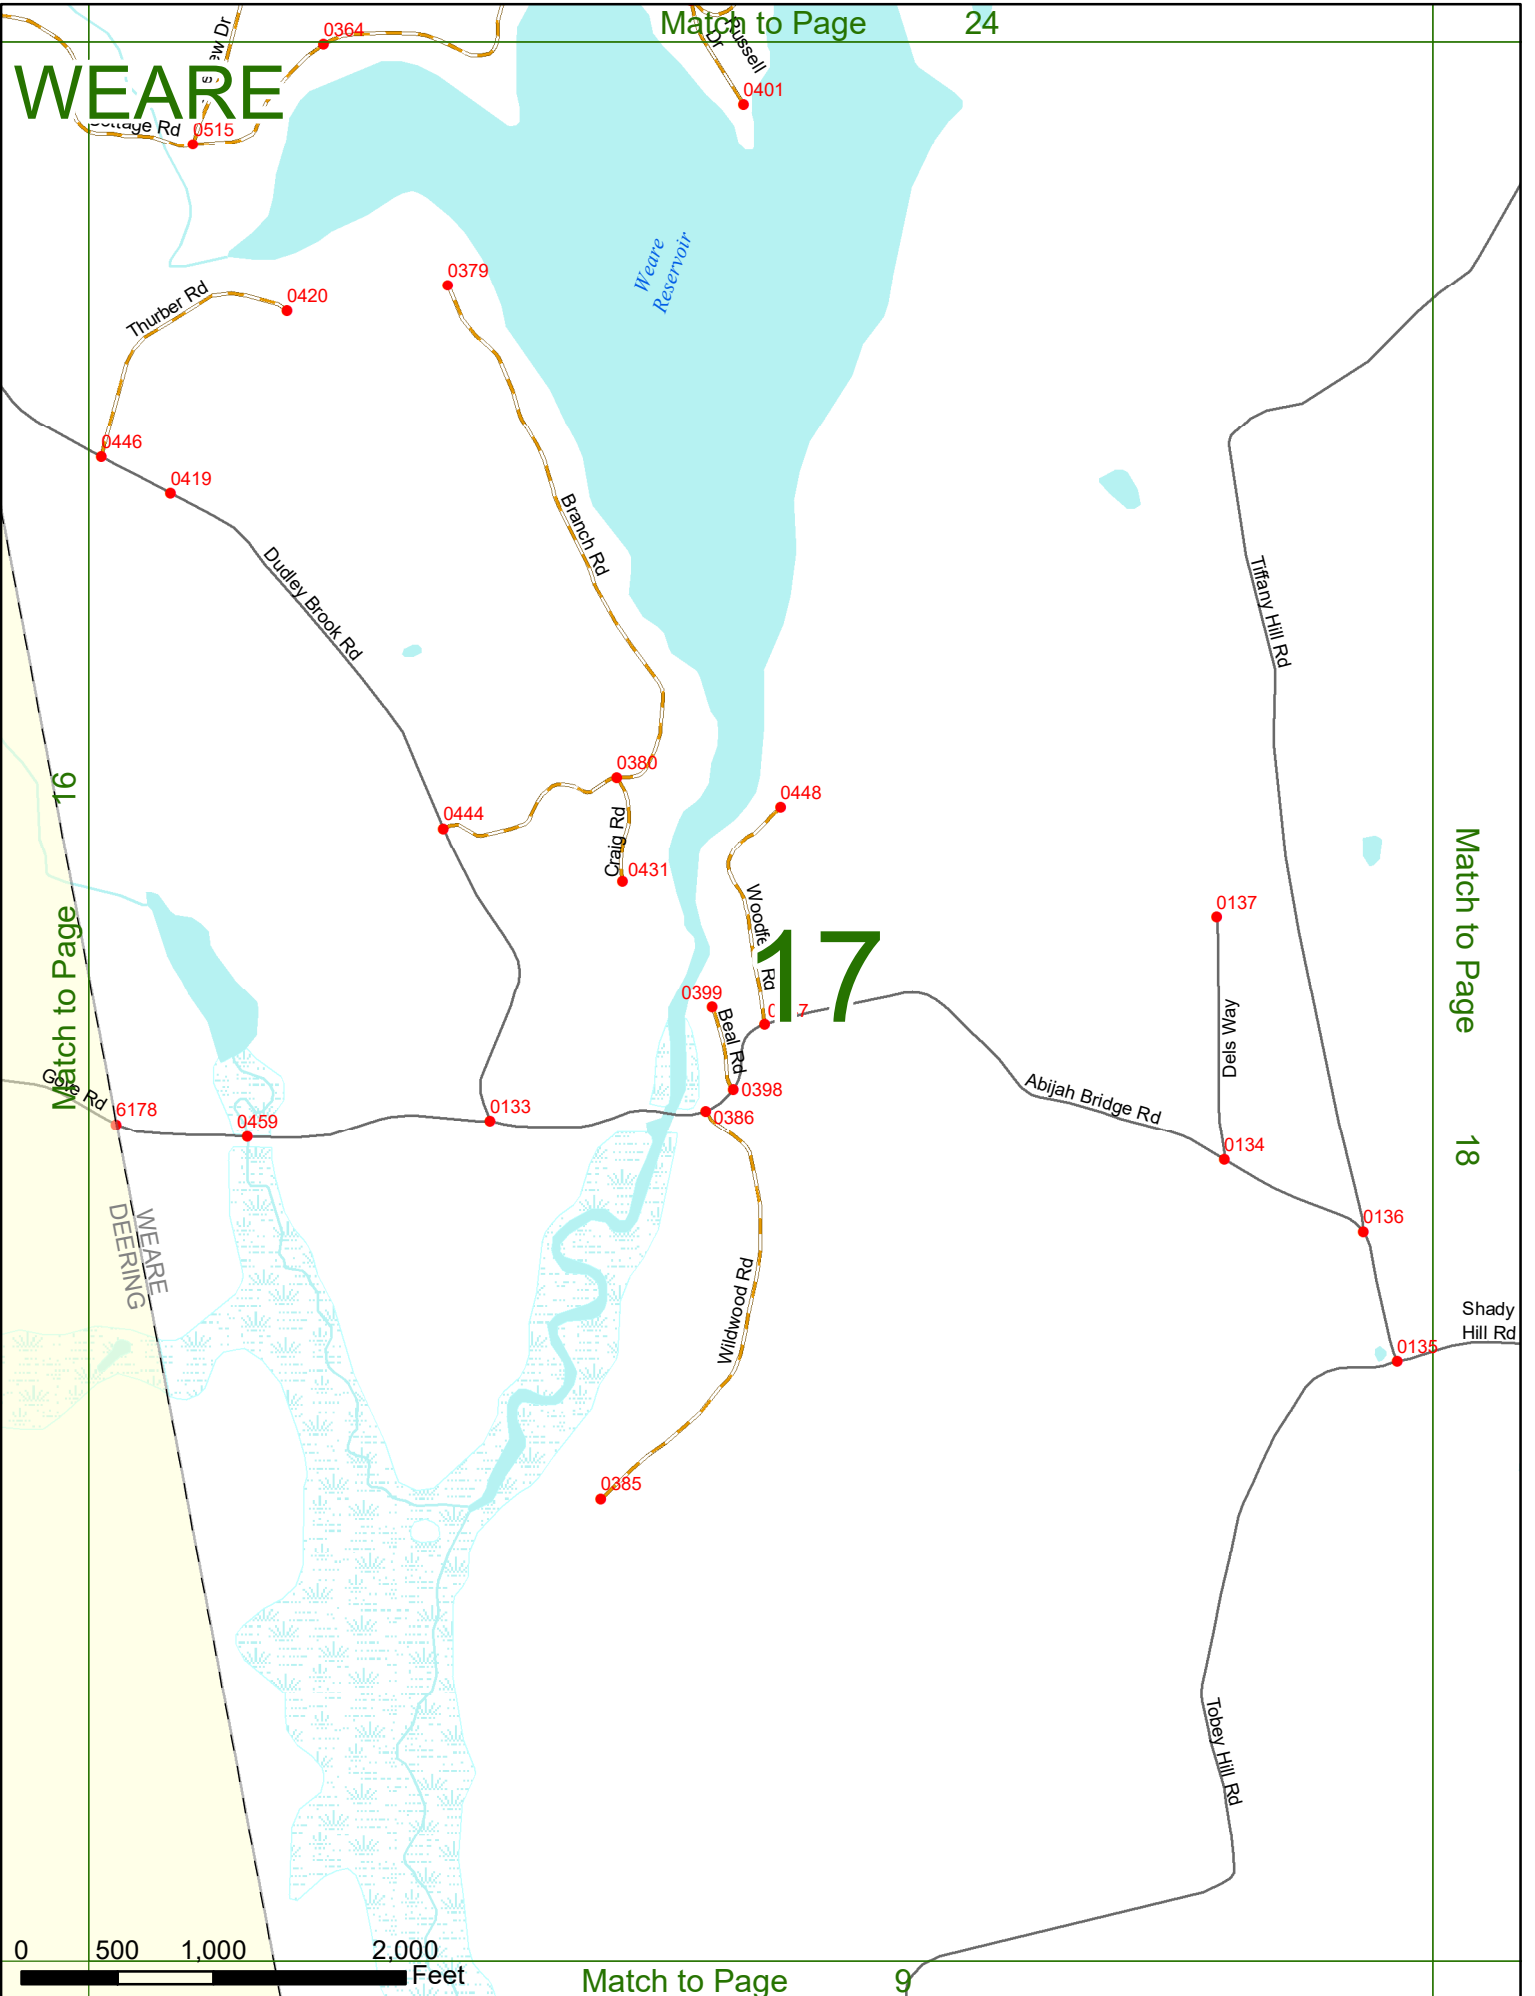 Match to Page 24
0364
Russell
Dr
WEARE
0401
0515
Rd
Weare
Reservoir
0379
0420
Thurber Rd
0446
0419
Branch Rd
Dudley Brook Rd
Tiffany Hill Rd
0380
0448
0444
Craig Rd
0431
Match to Page 16
Match to Page 18
0137
17
Rd
0399
Beal Rd
Dels Way
Gore Rd
6178
0459
0133
0398
0386
Abijah Bridge Rd
0134
WEARE
DEERING
0136
Wildwood Rd
Shady
Hill Rd
0135
0385
Tobey Hill Rd
0 500 1,000 2,000
Feet
Match to Page 9